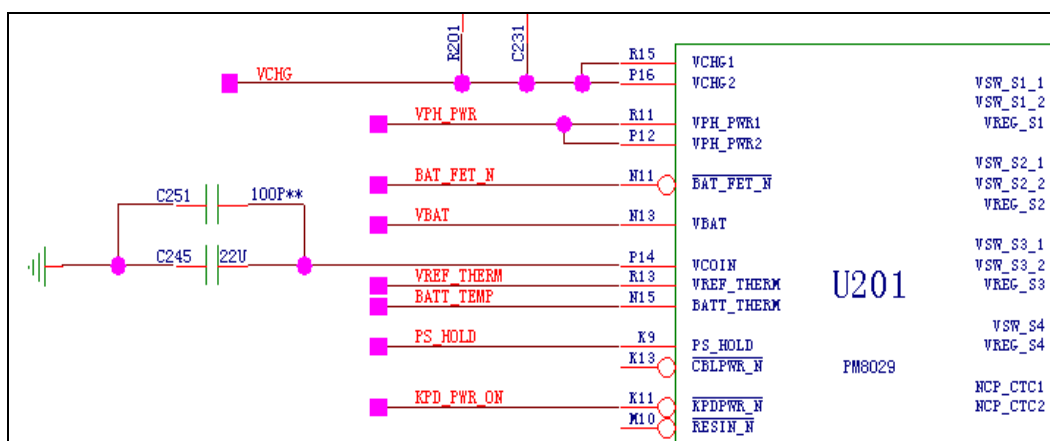 R201
C231
VCHG
R15 VCHG1
P16 VCHG2
VSW_S1_1
VSW_S1_2
VPH_PWR R11 VPH_PWR1 VREG_S1
P12 VPH_PWR2
VSW_S2_1
BAT_FET_N N11 BAT_FET_N VSW_S2_2
C251 100P** VREG_S2
VBAT N13 VBAT
VSW_S3_1
C245 22U P14 VCOIN VSW_S3_2
VREF_THERM R13 VREF_THERM VREG_S3
BATT_TEMP N15 BATT_THERM
U201
VSW_S4
PS_HOLD K9 PS_HOLD VREG_S4
K13 CBLPWR_N PM8029
NCP_CTC1
KPD_PWR_ON K11 KPDPWR_N NCP_CTC2
M10 RESIN_N